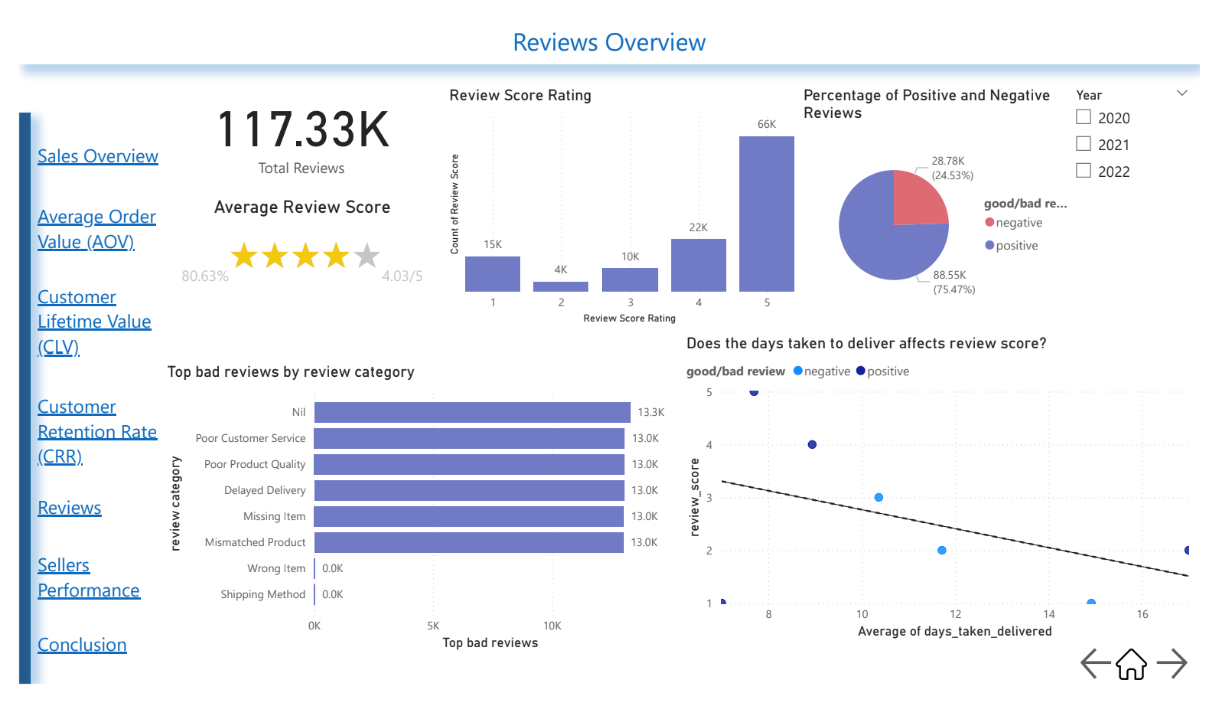 Reviews Overview
Sales Overview
Average Order
Value (AOV)
Customer
Lifetime Value
(CLV)
Customer
Retention Rate
(CRR)
Reviews
Sellers
Performance
Conclusion
117.33K
Total Reviews
Average Review Score
80.63%
4.03/5
Review Score Rating
Count of Review Score
15K
4K
10K
22K
66K
1
2
3
4
5
Review Score Rating
Percentage of Positive and Negative
Reviews
28.78K
(24.53%)
88.55K
(75.47%)
good/bad re...
negative
positive
Year
2020
2021
2022
Top bad reviews by review category
review category
Nil
13.3K
Poor Customer Service
13.0K
Poor Product Quality
13.0K
Delayed Delivery
13.0K
Missing Item
13.0K
Mismatched Product
13.0K
Wrong Item
0.0K
Shipping Method
0.0K
0K
5K
10K
Top bad reviews
Does the days taken to deliver affects review score?
good/bad review negative positive
review_score
5
4
3
2
1
8
10
12
14
16
Average of days_taken_delivered